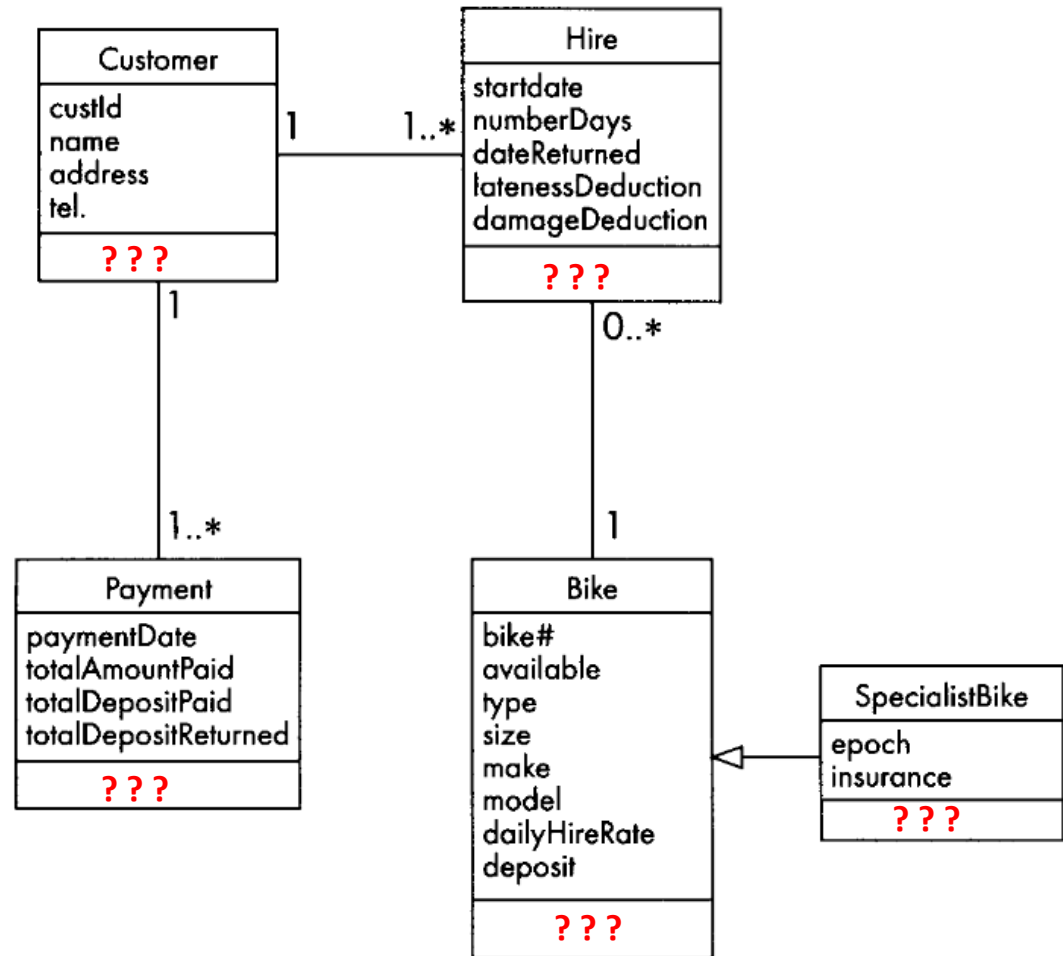 Customer
custId
name
address
tel.
? ? ?
1
1..*
Hire
startdate
numberDays
dateReturned
latenessDeduction
damageDeduction
? ? ?
1
0..*
1..*
1
Payment
paymentDate
totalAmountPaid
totalDepositPaid
totalDepositReturned
? ? ?
Bike
bike#
available
type
size
make
model
dailyHireRate
deposit
? ? ?
SpecialistBike
epoch
insurance
? ? ?